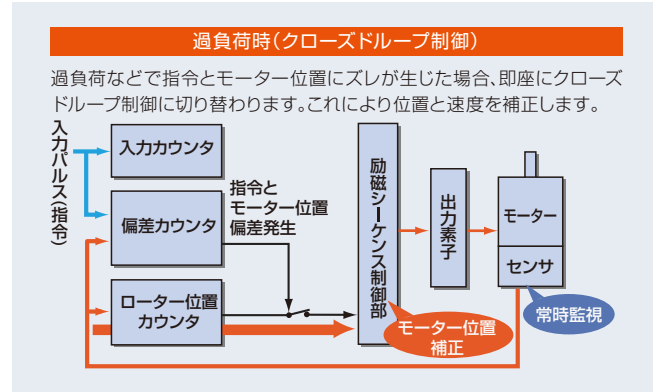 過負荷時(クローズドループ制御)
過負荷などで指令とモーター位置にズレが生じた場合、即座にクローズ
ドループ制御に切り替わります。これにより位置と速度を補正します。
入力パルス(指令)
入力カウンタ
偏差カウンタ
指令と
モーター位置
偏差発生
ローター位置
カウンタ
励磁シーケンス制御部
出力素子
モーター
センサ
常時監視
モーター位置
補正